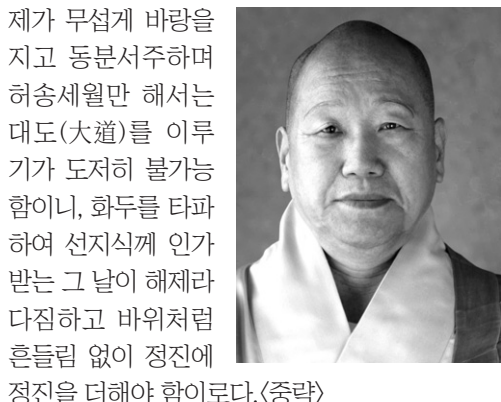 제가 무섭게 바랑을
지고 동분서주하며
허송세월만 해서는
대도(大道)를 이루
기가 도저히 불가능
함이니, 화두를 타파
하여 선지식께 인가
받는 그 날이 해제라
다짐하고 바위처럼
흔들림 없이 정진에
정진을 더해야 함이로다.〈중략〉